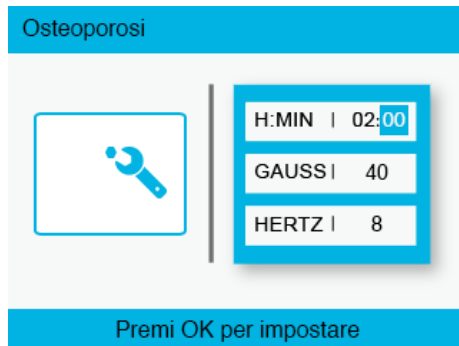 Osteoporosi
H:MIN | 02:00
GAUSS | 40
HERTZ | 8
Premi OK per impostare